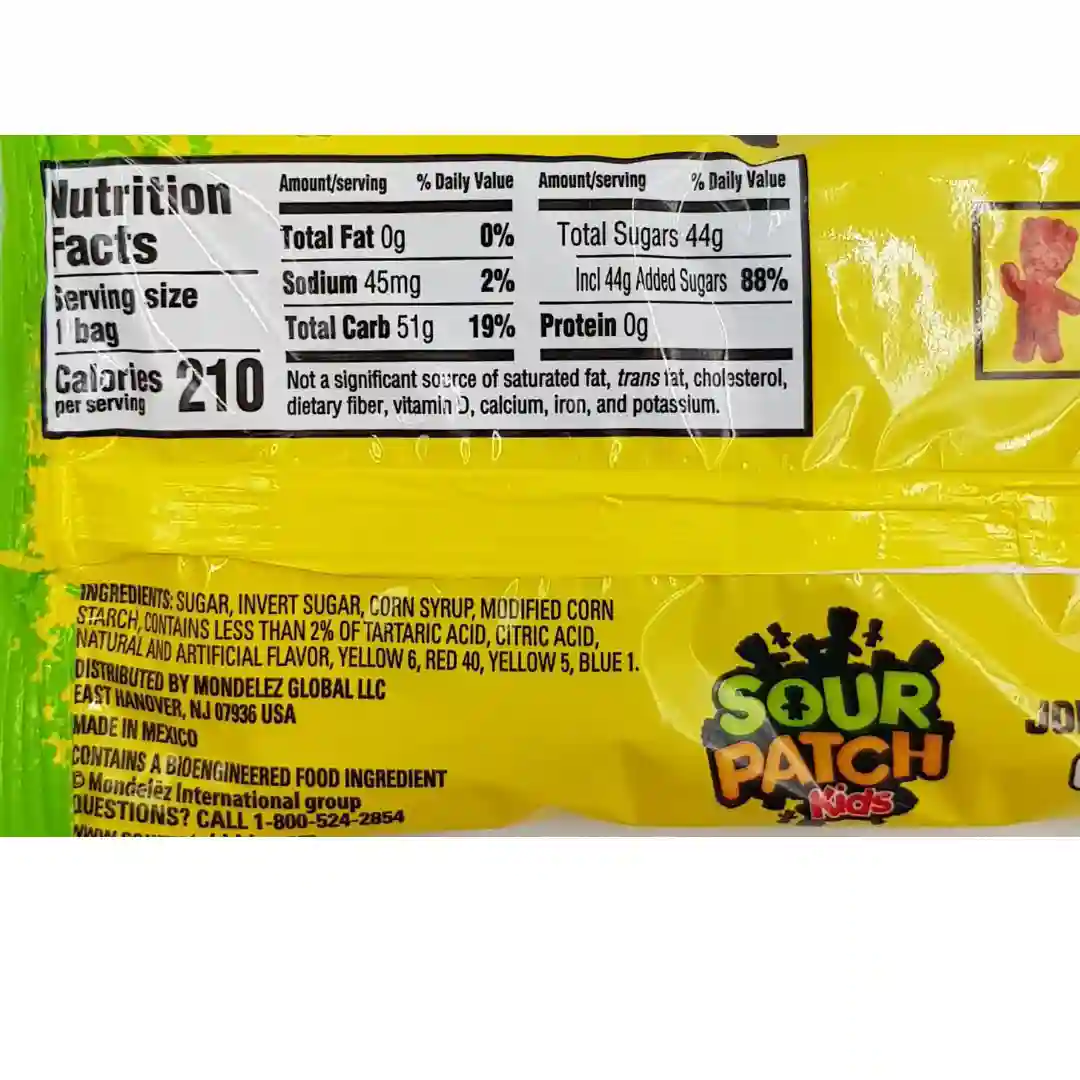 Nutrition
Facts
Serving size
1 bag
Calories 210
per serving
Amount/serving % Daily Value
Total Fat 0g 0%
Sodium 45mg 2%
Total Carb 51g 19%
Amount/serving % Daily Value
Total Sugars 44g
Incl 44g Added Sugars 88%
Protein 0g
Not a significant source of saturated fat, trans fat, cholesterol,
dietary fiber, vitamin D, calcium, iron, and potassium.
INGREDIENTS: SUGAR, INVERT SUGAR, CORN SYRUP, MODIFIED CORN
STARCH, CONTAINS LESS THAN 2% OF TARTARIC ACID, CITRIC ACID,
NATURAL AND ARTIFICIAL FLAVOR, YELLOW 6, RED 40, YELLOW 5, BLUE 1.
DISTRIBUTED BY MONDELEZ GLOBAL LLC
EAST HANOVER, NJ 07936 USA
MADE IN MEXICO
CONTAINS A BIOENGINEERED FOOD INGREDIENT
© Mondelēz International group
QUESTIONS? CALL 1-800-524-2854
SOUR
PATCH
Kids